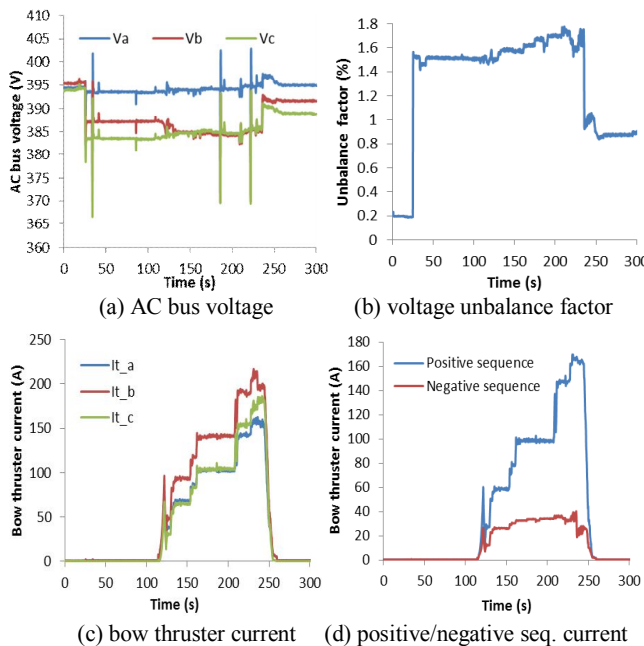 Va Vb Vc
AC bus voltage (V)
405
400
395
390
385
380
375
370
365
360
0 50 100 150 200 250 300
Time (s)
(a) AC bus voltage
Unbalance factor (%)
2
1.8
1.6
1.4
1.2
1
0.8
0.6
0.4
0.2
0
0 50 100 150 200 250 300
Time (s)
(b) voltage unbalance factor
Bow thruster current (A)
250
200
150
100
50
0
It_a
It_b
It_c
0 50 100 150 200 250 300
Time (s)
(c) bow thruster current
Bow thruster current (A)
180
160
140
120
100
80
60
40
20
0
Positive sequence
Negative sequence
0 50 100 150 200 250 300
Time (s)
(d) positive/negative seq. current